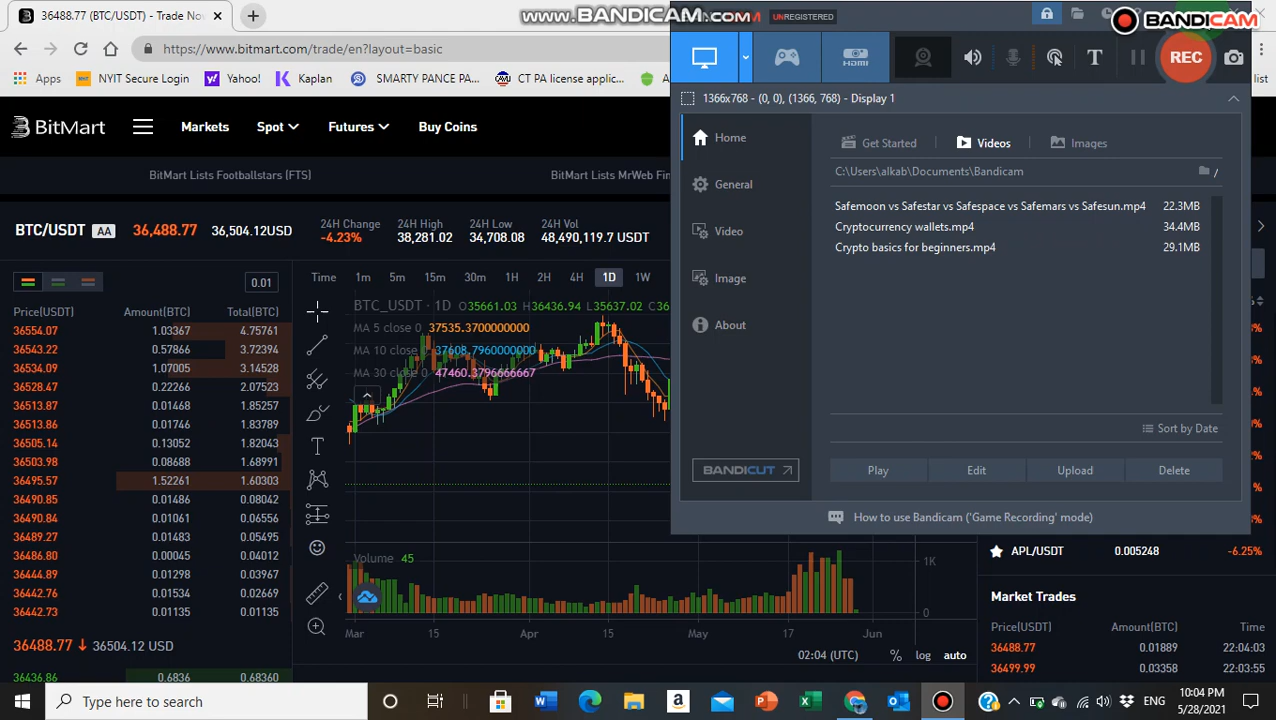 36488.77 (BTC/USDT) - Trade Now
www.BANDICAM.com
UNREGISTERED
BANDICAM
https://www.bitmart.com/trade/en?layout=basic
REC
Apps
NYIT Secure Login
Yahoo!
Kaplan
SMARTY PANCE PA...
CT PA license applic...
list
1366x768 - (0, 0), (1366, 768) - Display 1
BitMart
Markets
Spot
Futures
Buy Coins
Home
Get Started
Videos
Images
BitMart Lists Footballstars (FTS)
BitMart Lists MrWeb Fin
C:\Users\alkab\Documents\Bandicam
General
Safemoon vs Safestar vs Safespace vs Safemars vs Safesun.mp4 22.3MB
Cryptocurrency wallets.mp4 34.4MB
Crypto basics for beginners.mp4 29.1MB
Video
Image
About
BTC/USDT AA 36,488.77 36,504.12USD
24H Change
-4.23%
24H High
38,281.02
24H Low
34,708.08
24H Vol
48,490,119.7 USDT
0.01
Time 1m 5m 15m 30m 1H 2H 4H 1D 1W
Price(USDT) Amount(BTC) Total(BTC)
36554.07 1.03367 4.75761
36543.22 0.57866 3.72394
36534.09 1.07005 3.14528
36528.47 0.22266 2.07523
36513.87 0.01468 1.85257
36513.86 0.01746 1.83789
36505.14 0.13052 1.82043
36503.98 0.08688 1.68991
36495.57 1.52261 1.60303
36490.85 0.01486 0.08042
36490.84 0.01061 0.06556
36489.27 0.01283 0.05495
36486.80 0.00045 0.04012
36444.89 0.01298 0.03967
36442.76 0.01534 0.02669
36442.73 0.01135 0.01135
36488.77 36504.12 USD
36436.86 0.6836 0.68360
BTC_USDT · 1D O35661.03 H36436.94 L35637.02 C36
MA 5 close 0 37535.3700000000
MA 10 close 0 37608.7960000000
MA 30 close 0 47460.3796666667
Volume 45
1K
0
Mar 15 Apr 15 May 17 Jun
02:04 (UTC) % log auto
Sort by Date
BANDICUT
Play
Edit
Upload
Delete
How to use Bandicam ('Game Recording' mode)
APL/USDT 0.005248 -6.25%
Market Trades
Price(USDT) Amount(BTC) Time
36488.77 0.01889 22:04:03
36499.99 0.03358 22:03:55
Type here to search
ENG
10:04 PM
5/28/2021